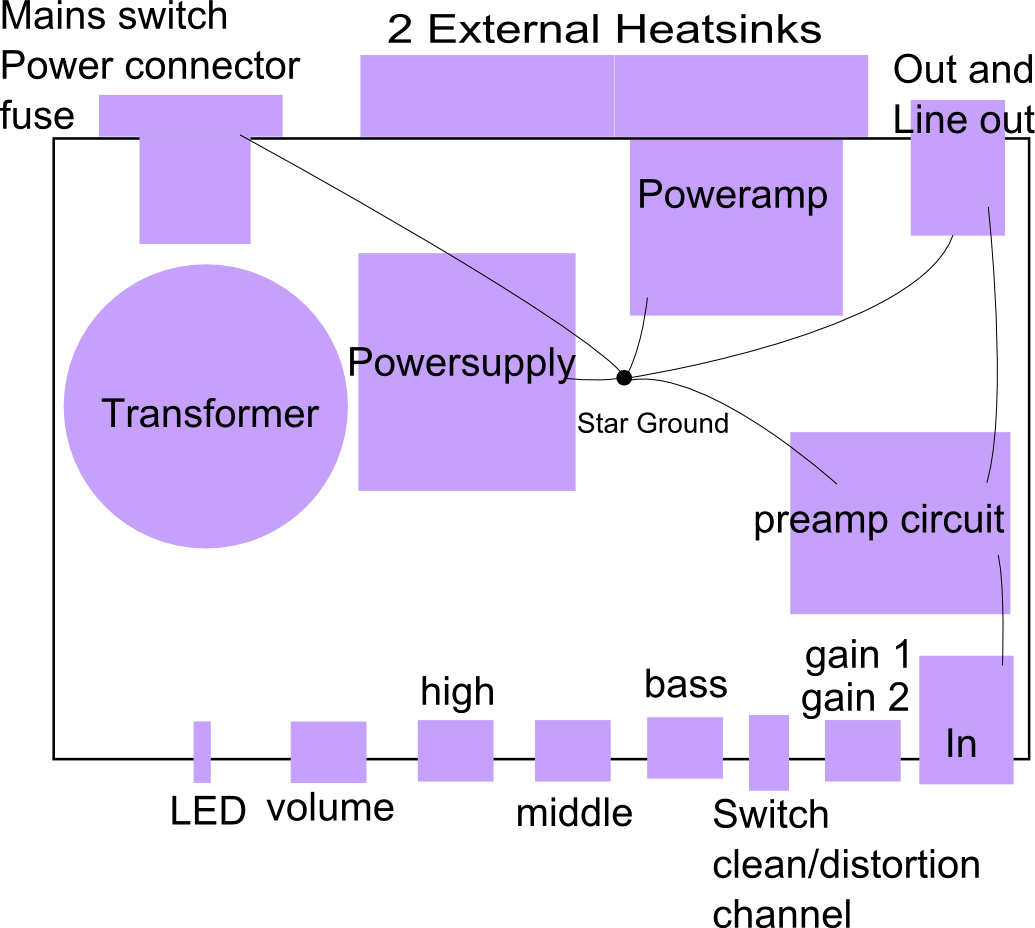 Mains switch
Power connector
fuse
2 External Heatsinks
Out and
Line out
Poweramp
Powersupply
Transformer
Star Ground
preamp circuit
gain 1
gain 2
bass
high
In
LED
volume
middle
Switch
clean/distortion
channel